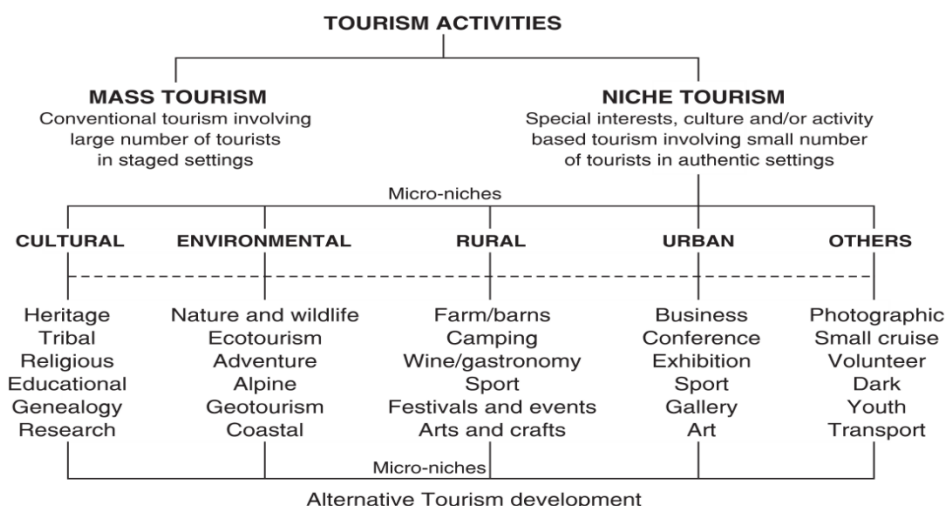 TOURISM ACTIVITIES
MASS TOURISM
Conventional tourism involving
large number of tourists
in staged settings
NICHE TOURISM
Special interests, culture and/or activity
based tourism involving small number
of tourists in authentic settings
Micro-niches
CULTURAL
ENVIRONMENTAL
RURAL
URBAN
OTHERS
Heritage
Tribal
Religious
Educational
Genealogy
Research
Nature and wildlife
Ecotourism
Adventure
Alpine
Geotourism
Coastal
Farm/barns
Camping
Wine/gastronomy
Sport
Festivals and events
Arts and crafts
Business
Conference
Exhibition
Sport
Gallery
Art
Photographic
Small cruise
Volunteer
Dark
Youth
Transport
Micro-niches
Alternative Tourism development